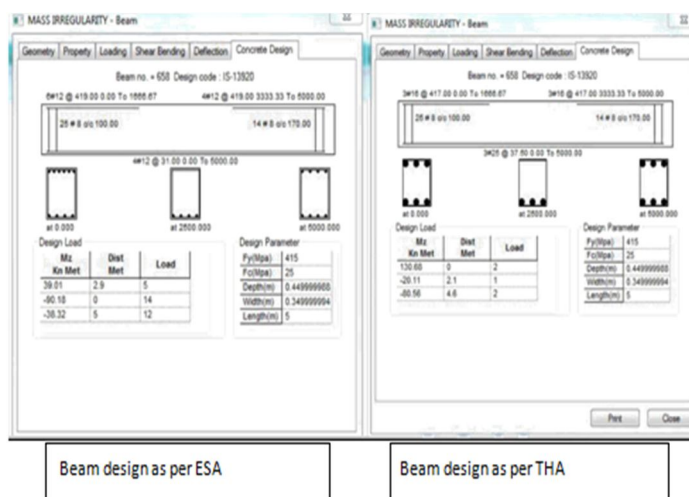 MASS IRREGULARITY - Beam
Geometry Property Loading Shear Bending Deflection Concrete Design
Beam no. = 658 Design code : IS-13920
6#12 @ 419.00 0.00 To 1666.67 4#12 @ 419.00 3333.33 To 5000.00
26 # 8 c/c 100.00 14 # 8 c/c 170.00
4#12 @ 31.00 0.00 To 5000.00
at 0.000 at 2500.000 at 5000.000
Design Load
Mz Kn Met Dist Met Load
39.01 2.9 5
-90.18 0 14
-38.32 5 12
Design Parameter
Fy(Mpa) 415
Fc(Mpa) 25
Depth(m) 0.449999988
Width(m) 0.349999994
Length(m) 5
Beam design as per ESA
MASS IRREGULARITY - Beam
Geometry Property Loading Shear Bending Deflection Concrete Design
Beam no. = 658 Design code : IS-13920
3#16 @ 417.00 0.00 To 1666.67 3#16 @ 417.00 3333.33 To 5000.00
26 # 8 c/c 100.00 14 # 8 c/c 170.00
3#25 @ 37.50 0.00 To 5000.00
at 0.000 at 2500.000 at 5000.000
Design Load
Mz Kn Met Dist Met Load
130.68 0 2
-20.11 2.1 1
-80.56 4.6 2
Design Parameter
Fy(Mpa) 415
Fc(Mpa) 25
Depth(m) 0.449999988
Width(m) 0.349999994
Length(m) 5
Print Close
Beam design as per THA